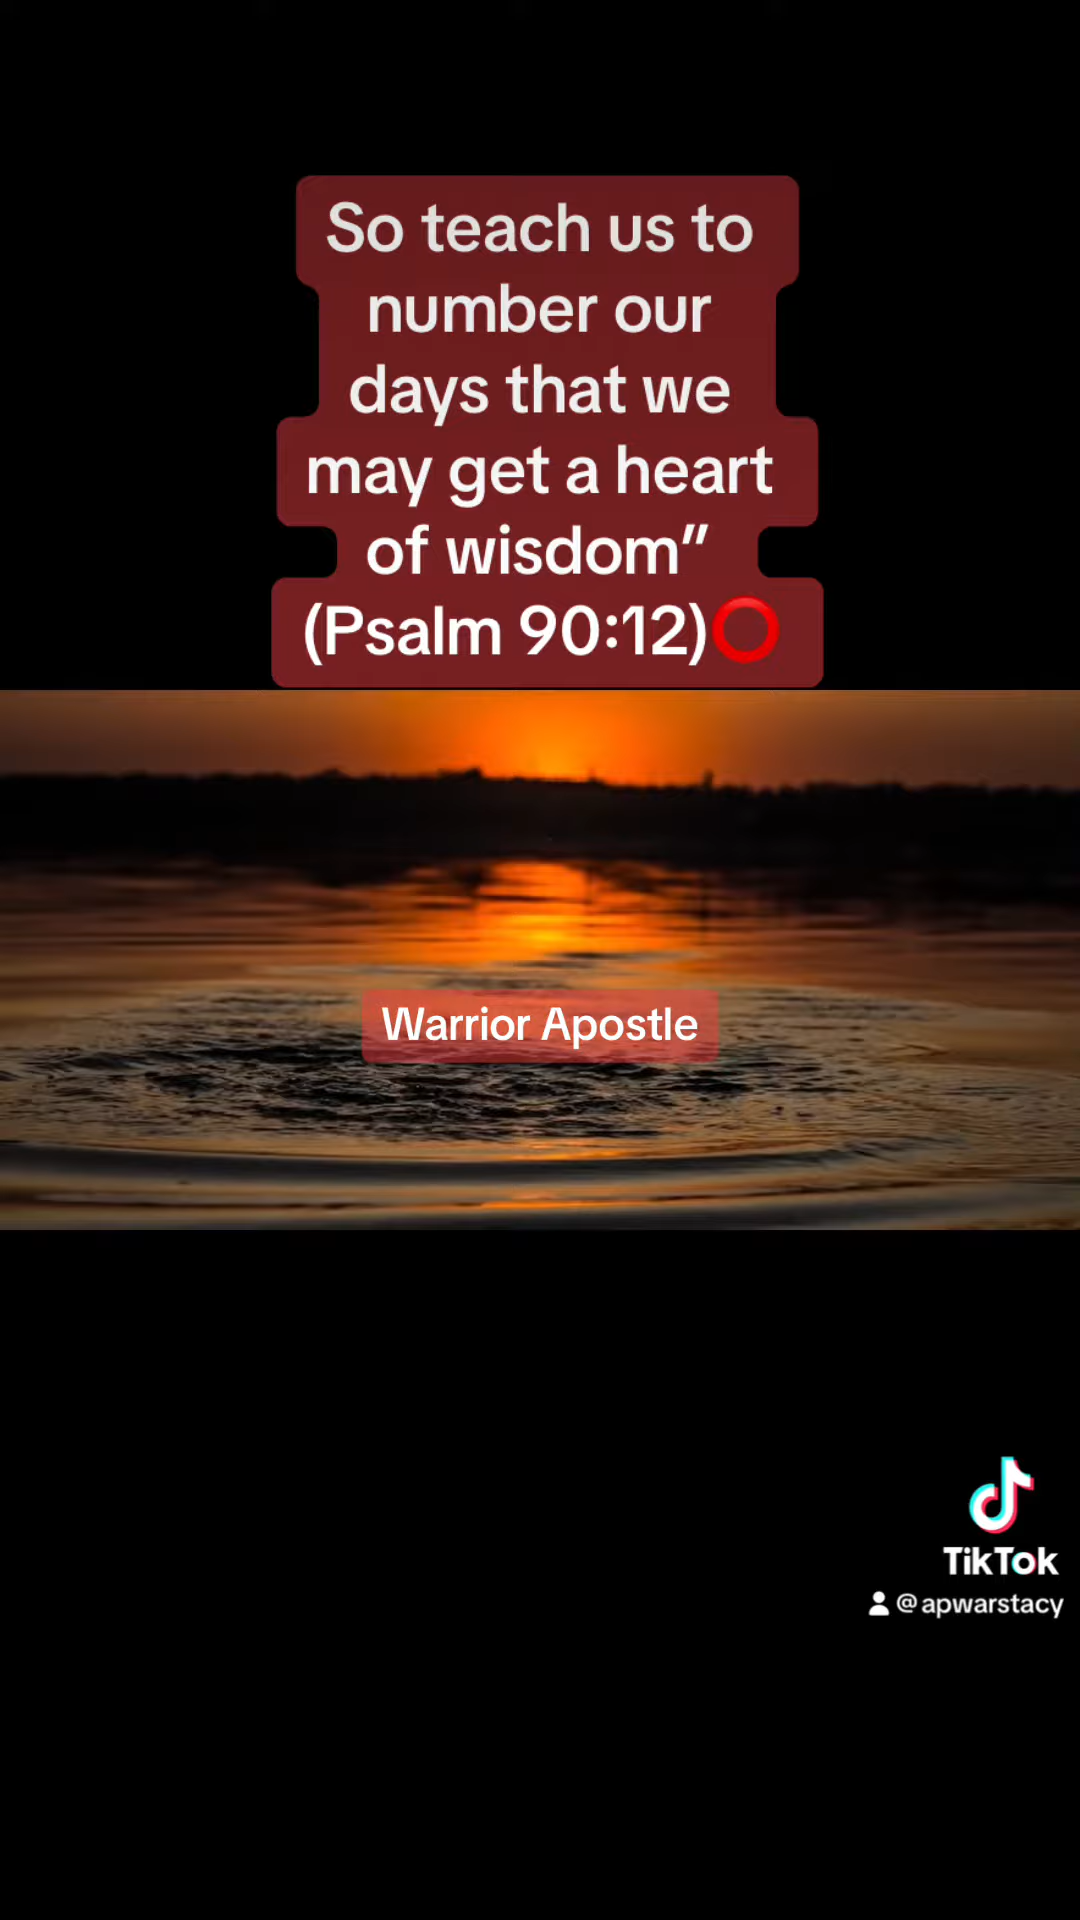 So teach us to
number our
days that we
may get a heart
of wisdom”
(Psalm 90:12)⭕
Warrior Apostle
TikTok
@apwarstacy